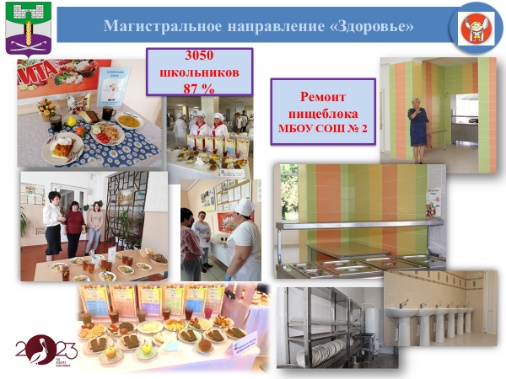 Магистральное направление «Здоровье»
3050
школьников
87 %
Ремонт
пищеблока
МБОУ СОШ № 2
2023